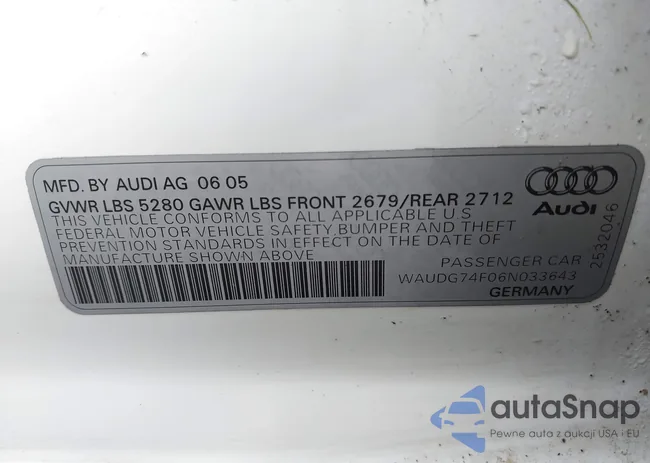 MFD. BY AUDI AG 06 05
GVWR LBS 5280 GAWR LBS FRONT 2679/REAR 2712
THIS VEHICLE CONFORMS TO ALL APPLICABLE U.S
FEDERAL MOTOR VEHICLE SAFETY BUMPER AND THEFT
PREVENTION STANDARDS IN EFFECT ON THE DATE OF
MANUFACTURE SHOWN ABOVE
Audi
2532046
PASSENGER CAR
WAUDG74F06N033643
GERMANY
autoSnap
Pewne auta z aukcji USA i EU